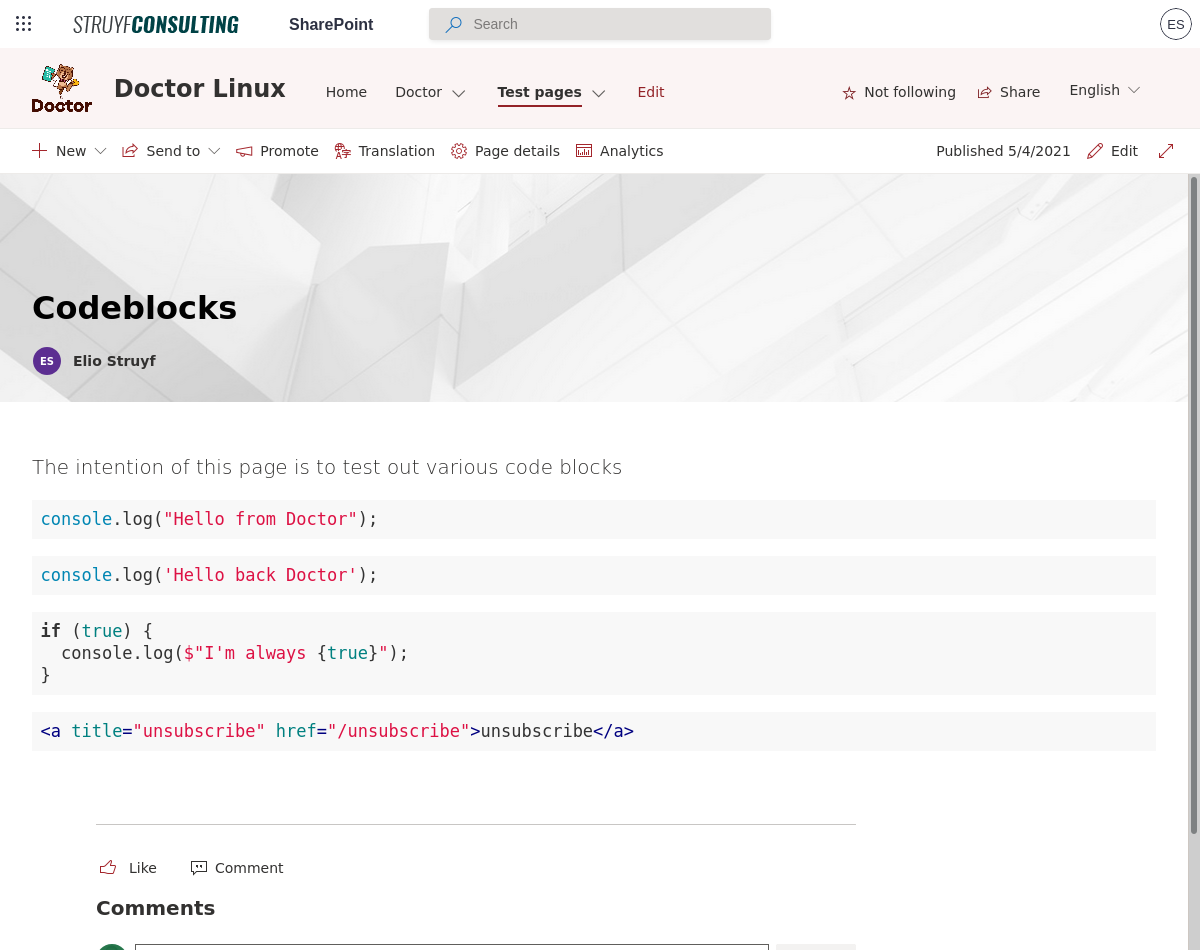 STRUYFCONSULTING SharePoint Search ES
Doctor Doctor Linux Home Doctor Test pages Edit Not following Share English
New Send to Promote Translation Page details Analytics Published 5/4/2021 Edit
Codeblocks
ES Elio Struyf
The intention of this page is to test out various code blocks
console.log("Hello from Doctor");
console.log('Hello back Doctor');
if (true) {
  console.log($"I'm always {true}");
}
<a title="unsubscribe" href="/unsubscribe">unsubscribe</a>
Like Comment
Comments